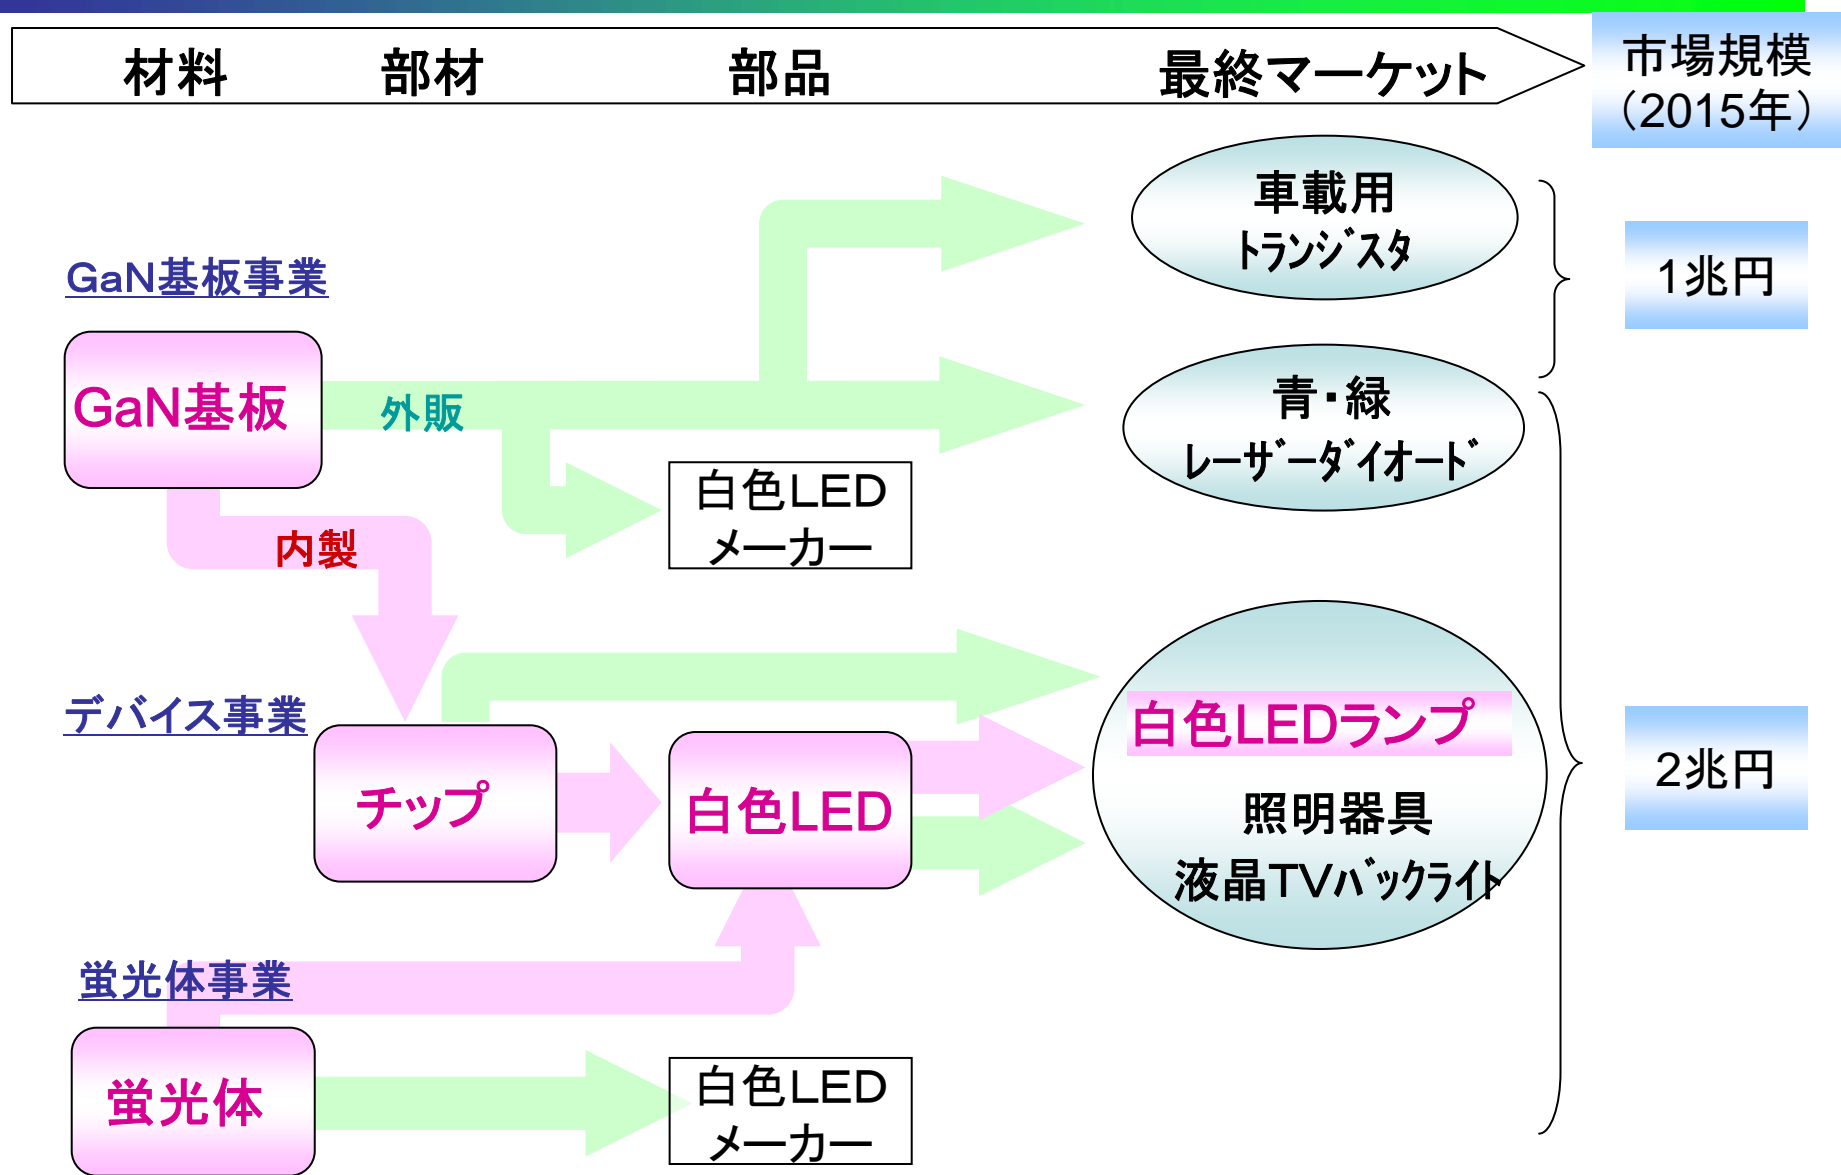 材料 部材 部品 最終マーケット
市場規模
（2015年）
車載用
ﾄﾗﾝｼﾞｽﾀ
1兆円
GaN基板事業
GaN基板
外販
青・緑
ﾚｰｻﾞｰﾀﾞｲｵｰﾄﾞ
白色LED
メーカー
内製
デバイス事業
チップ
白色LED
白色LEDランプ
照明器具
液晶TVﾊﾞｯｸﾗｲﾄ
2兆円
蛍光体事業
蛍光体
白色LED
メーカー